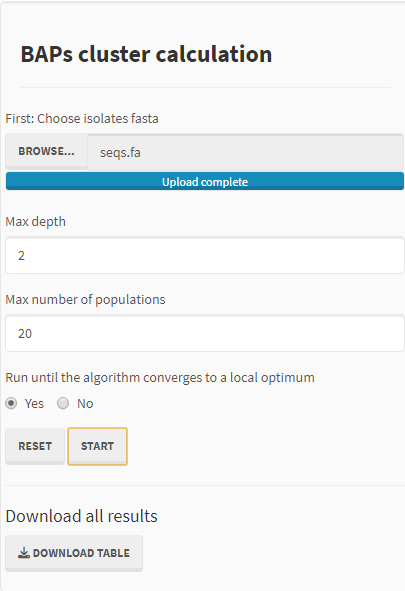 BAPs cluster calculation
First: Choose isolates fasta
BROWSE... seqs.fa
Upload complete
Max depth
2
Max number of populations
20
Run until the algorithm converges to a local optimum
Yes No
RESET START
Download all results
DOWNLOAD TABLE